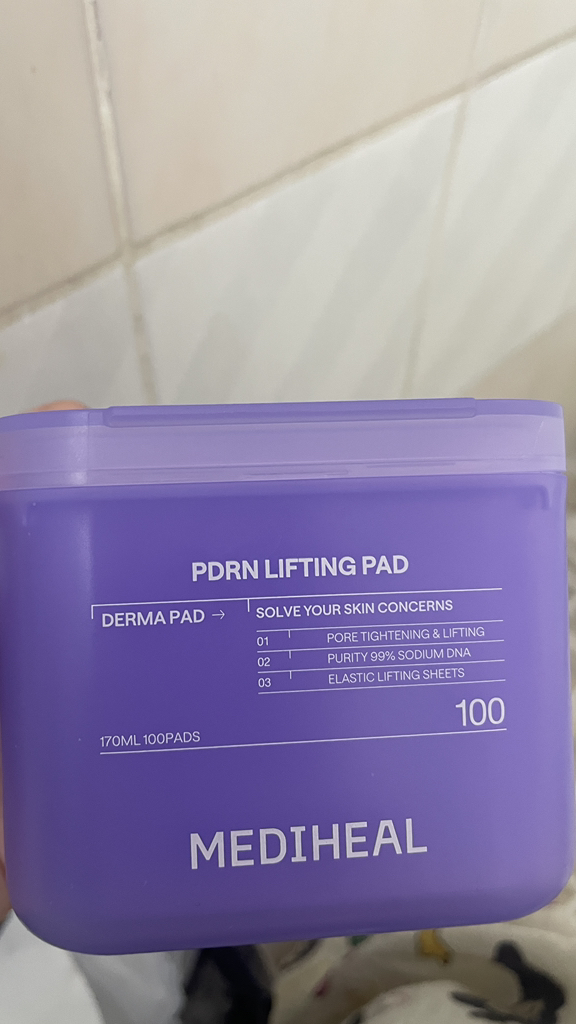 PDRN LIFTING PAD
DERMA PAD →
SOLVE YOUR SKIN CONCERNS
01 PORE TIGHTENING & LIFTING
02 PURITY 99% SODIUM DNA
03 ELASTIC LIFTING SHEETS
100
170ML 100PADS
MEDIHEAL